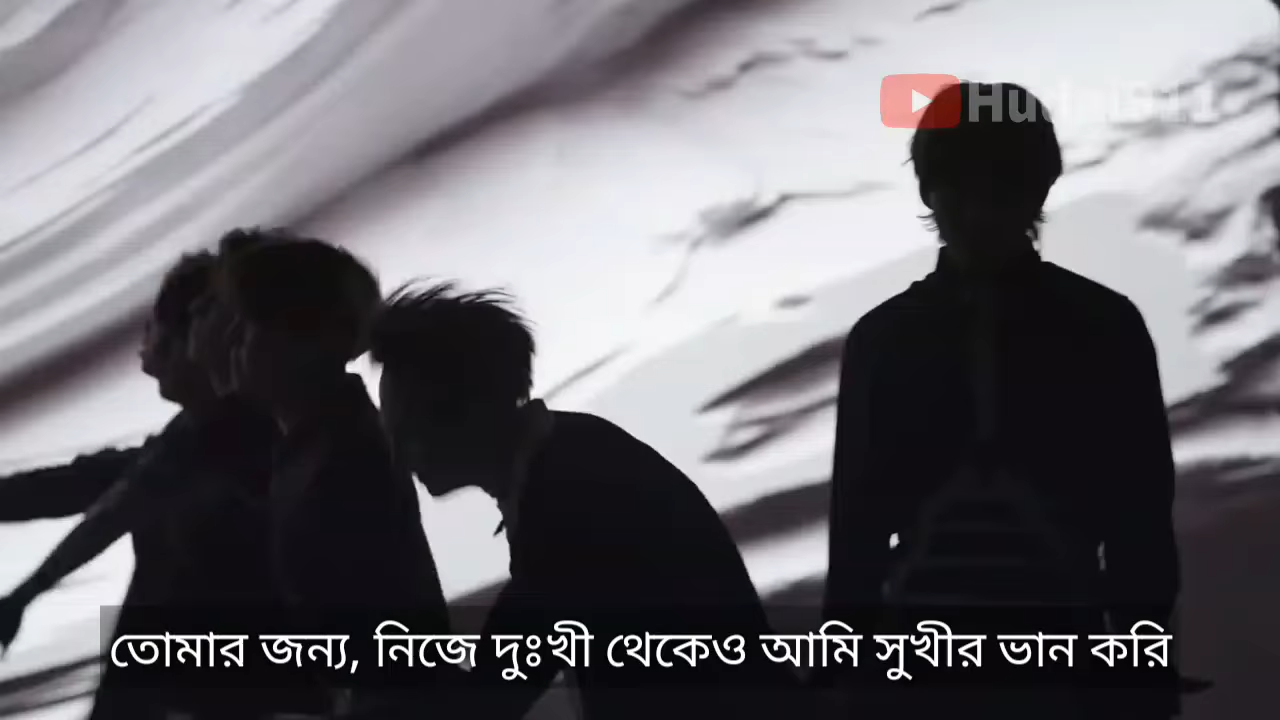 তোমার জন্য, নিজে দুঃখী থেকেও আমি সুখীর ভান করি